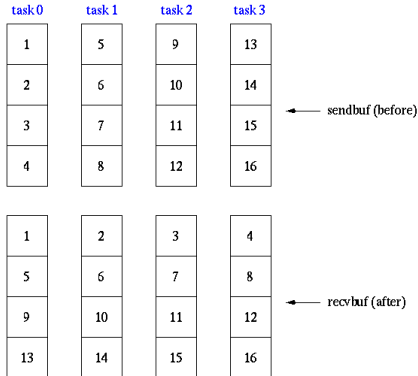 task 0 task 1 task 2 task 3
1 5 9 13
2 6 10 14
sendbuf (before)
3 7 11 15
4 8 12 16
1 2 3 4
5 6 7 8
recvbuf (after)
9 10 11 12
13 14 15 16